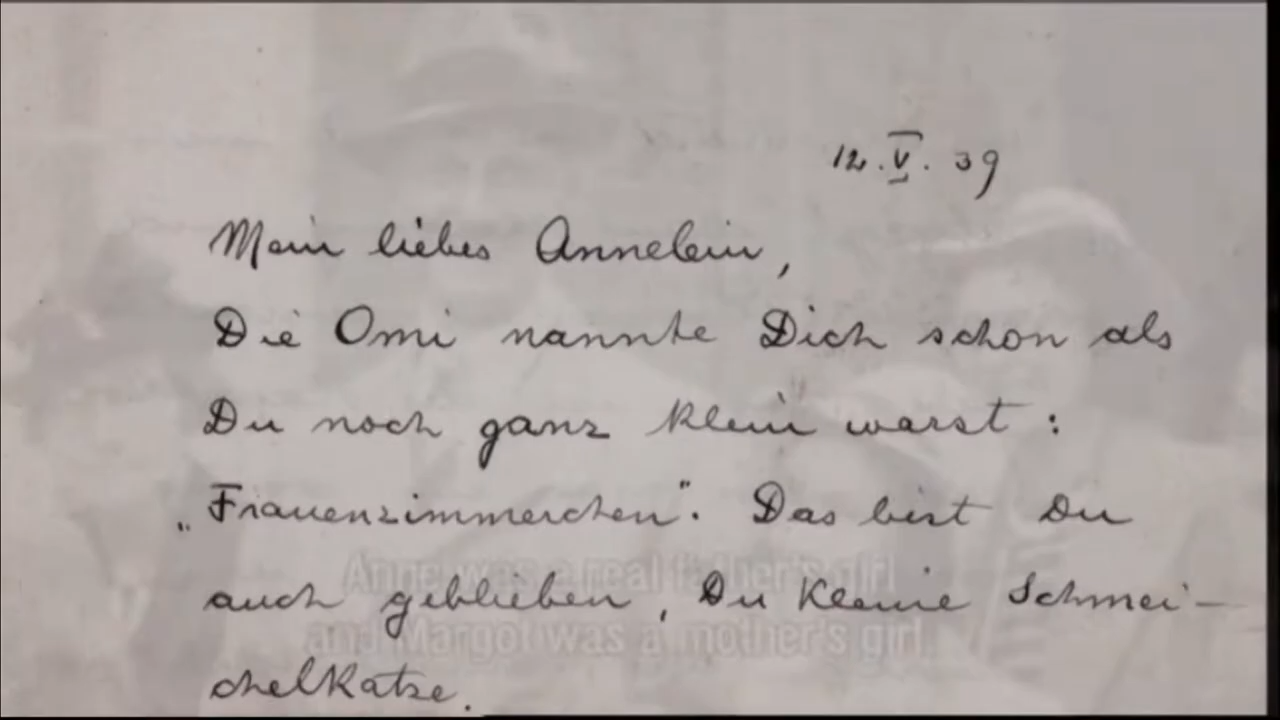 12.V.39
Mein liebes Annelein,
Die Omi nannte Dich schon als
Du noch ganz klein warst:
„Frauenzimmerchen". Das bist Du
auch geblieben, Du kleine Schmei-
chelkatze.
Anne was a real father's girl
and Margot was a mother's girl.